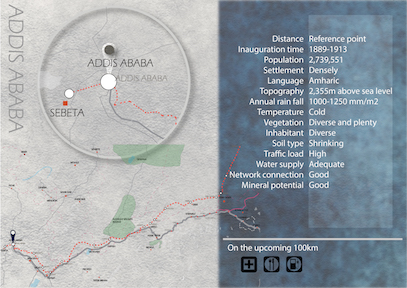 ADDIS ABABA
ADDIS ABABA
ADDIS ABABA
SEBETA
Distance Reference point
Inauguration time 1889-1913
Population 2,739,551
Settlement Densely
Language Amharic
Topography 2,355m above sea level
Annual rain fall 1000-1250 mm/m2
Temperature Cold
Vegetation Diverse and plenty
Inhabitant Diverse
Soil type Shrinking
Traffic load High
Water supply Adequate
Network connection Good
Mineral potential Good
On the upcoming 100km